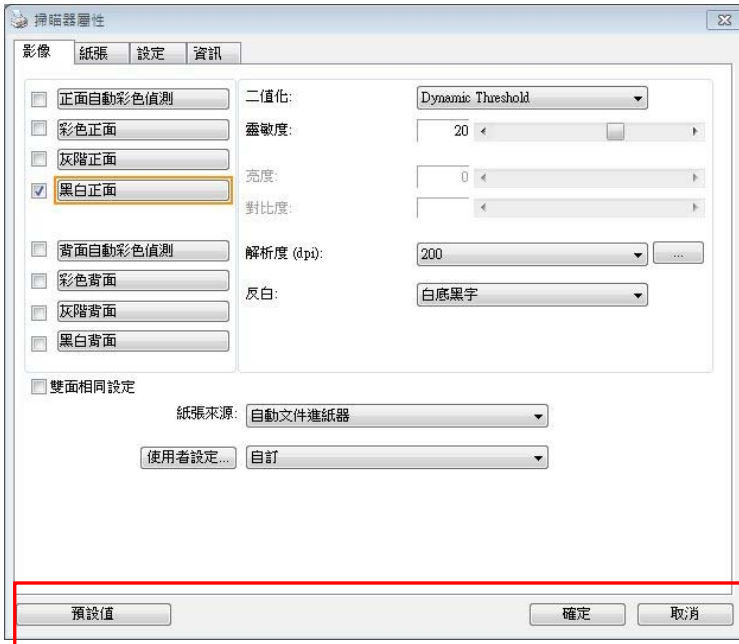 掃瞄器屬性
影像 紙張 設定 資訊
正面自動彩色偵測
彩色正面
灰階正面
黑白正面
背面自動彩色偵測
彩色背面
灰階背面
黑白背面
二值化: Dynamic Threshold
靈敏度: 20
亮度: 0
對比度:
解析度 (dpi): 200 ...
反白: 白底黑字
雙面相同設定
紙張來源: 自動文件進紙器
使用者設定... 自訂
預設值 確定 取消